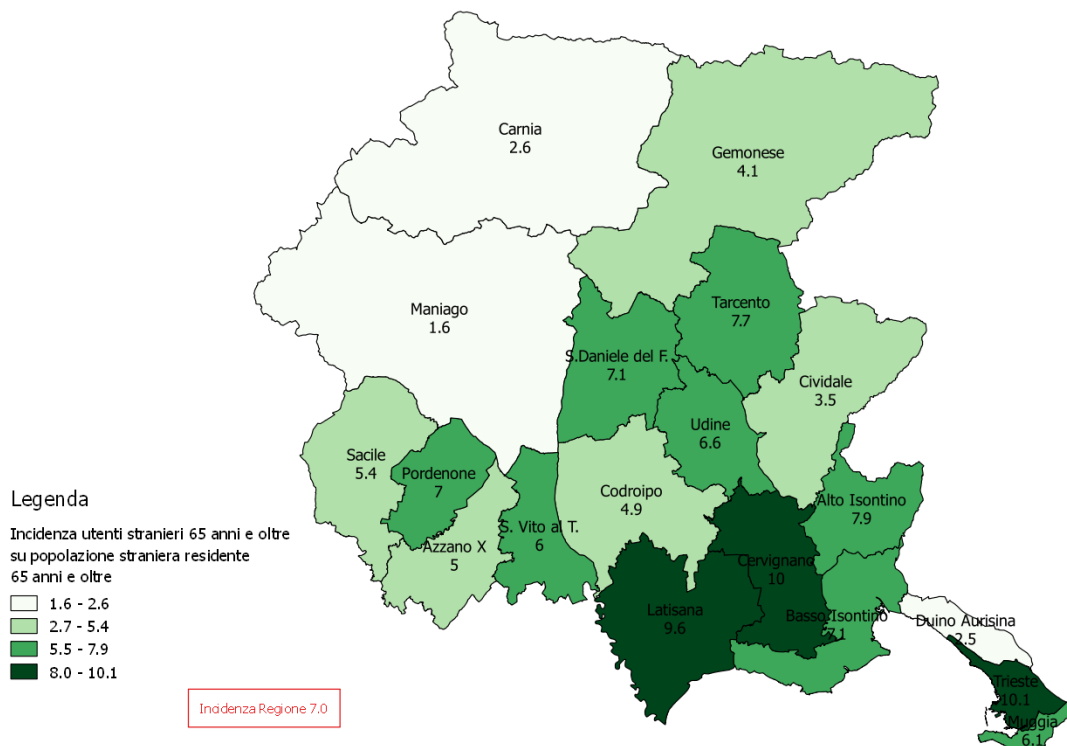 Carnia
2.6
Gemonese
4.1
Maniago
1.6
Tarcento
7.7
S.Daniele del F.
7.1
Cividale
3.5
Udine
6.6
Sacile
5.4
Pordenone
7
Codroipo
4.9
Alto Isontino
7.9
S. Vito al T.
6
Azzano X
5
Cervignano
10
Latisana
9.6
Basso Isontino
7.1
Duino Aurisina
2.5
Trieste
10.1
Muggia
6.1
Legenda
Incidenza utenti stranieri 65 anni e oltre
su popolazione straniera residente
65 anni e oltre
1.6 - 2.6
2.7 - 5.4
5.5 - 7.9
8.0 - 10.1
Incidenza Regione 7.0